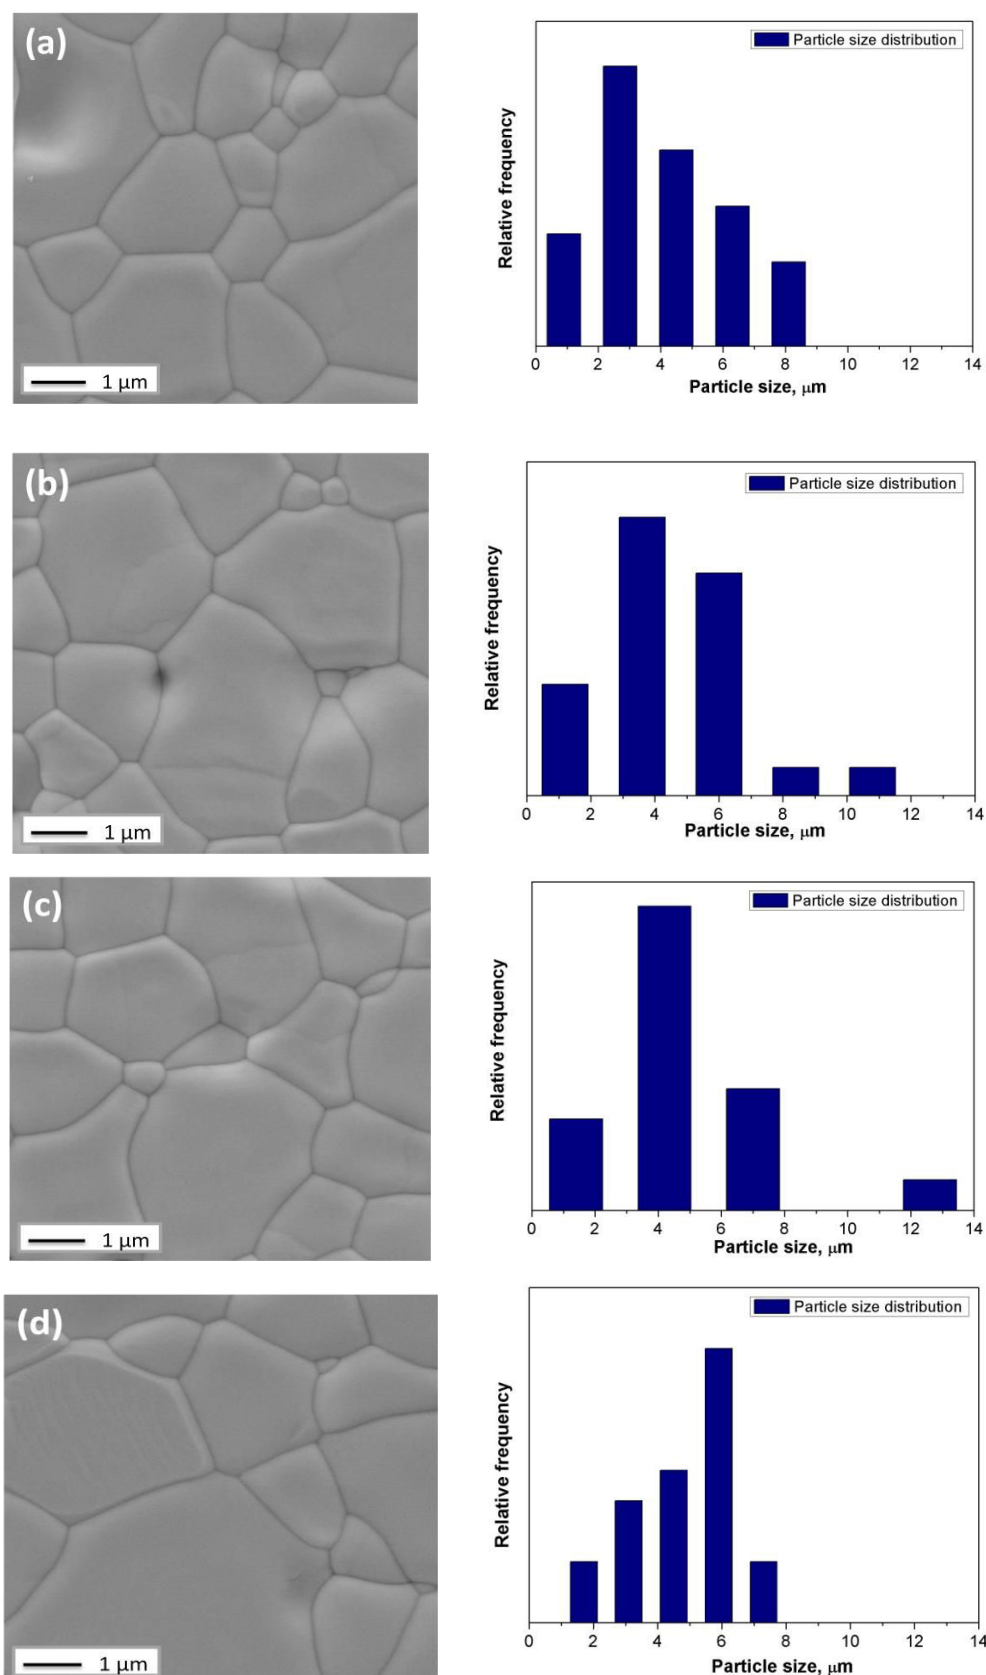 (a)
1 μm
Particle size distribution
Relative frequency
0 2 4 6 8 10 12 14
Particle size, μm
(b)
1 μm
Particle size distribution
Relative frequency
0 2 4 6 8 10 12 14
Particle size, μm
(c)
1 μm
Particle size distribution
Relative frequency
0 2 4 6 8 10 12 14
Particle size, μm
(d)
1 μm
Particle size distribution
Relative frequency
0 2 4 6 8 10 12 14
Particle size, μm